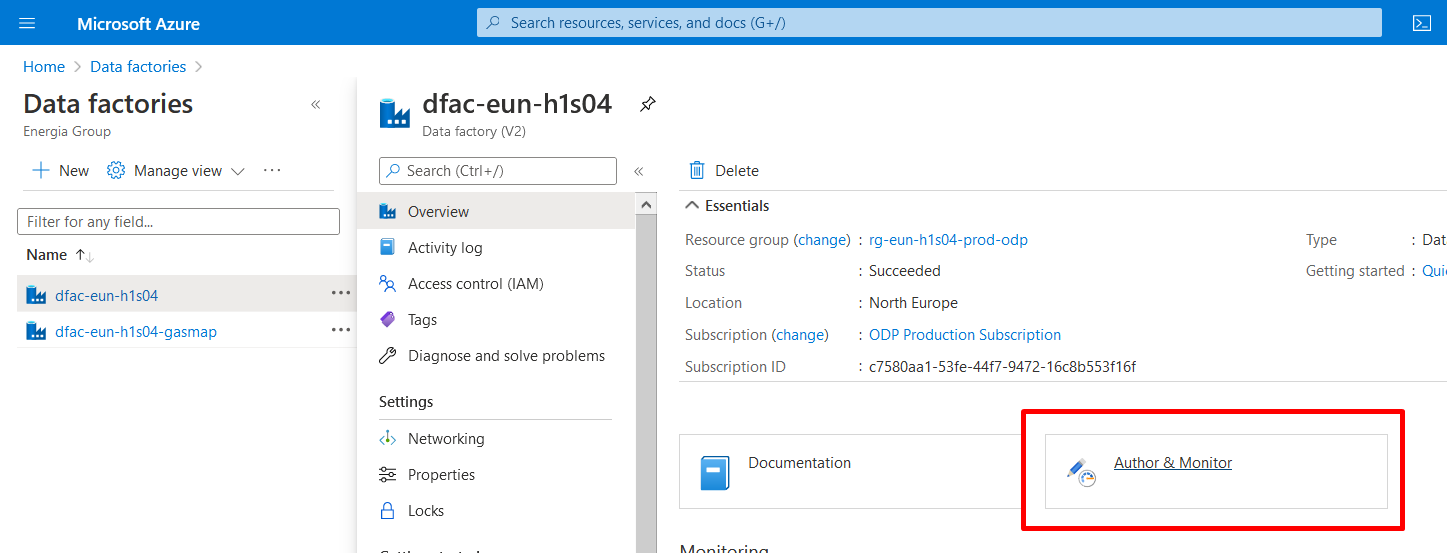 Microsoft Azure
Search resources, services, and docs (G+/)
Home > Data factories >
Data factories
Energia Group
New
Manage view
Filter for any field...
Name
dfac-eun-h1s04
dfac-eun-h1s04-gasmap
dfac-eun-h1s04
Data factory (V2)
Search (Ctrl+/)
Overview
Activity log
Access control (IAM)
Tags
Diagnose and solve problems
Settings
Networking
Properties
Locks
Delete
Essentials
Resource group (change) : rg-eun-h1s04-prod-odp
Status : Succeeded
Location : North Europe
Subscription (change) : ODP Production Subscription
Subscription ID : c7580aa1-53fe-44f7-9472-16c8b553f16f
Type : Dat
Getting started : Quic
Documentation
Author & Monitor
Monitoring